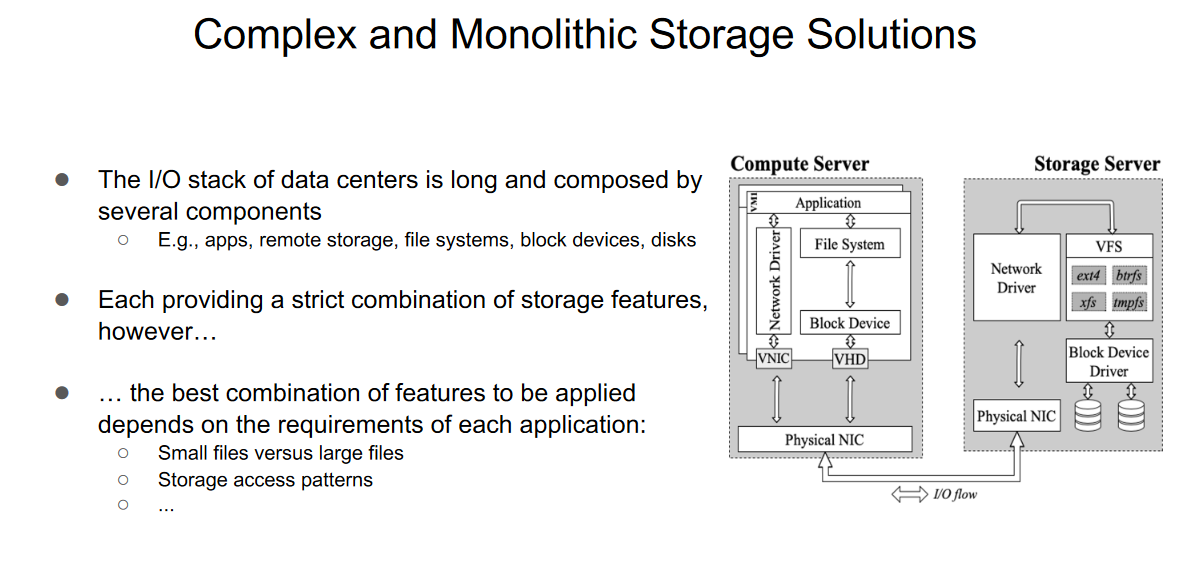 Complex and Monolithic Storage Solutions
● The I/O stack of data centers is long and composed by
several components
○ E.g., apps, remote storage, file systems, block devices, disks
● Each providing a strict combination of storage features,
however…
● … the best combination of features to be applied
depends on the requirements of each application:
○ Small files versus large files
○ Storage access patterns
○ …
Compute Server
VM1
Application
Network Driver
File System
Block Device
VNIC
VHD
Physical NIC
Storage Server
Network
Driver
VFS
ext4 btrfs
xfs tmpfs
Block Device
Driver
Physical NIC
I/O flow